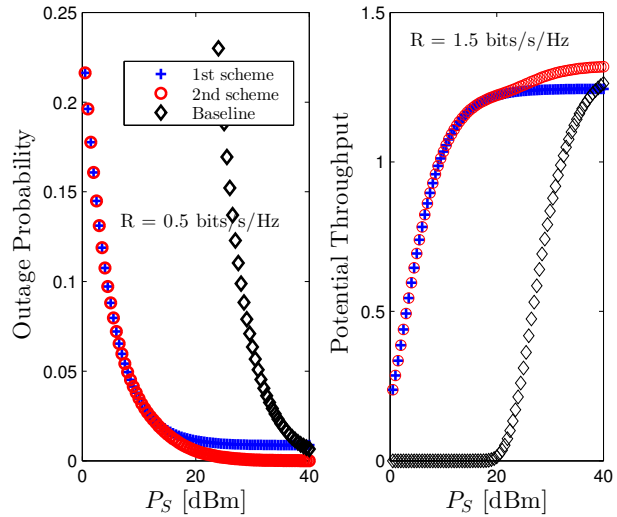 0.25
0.2
0.15
0.1
0.05
0
0
20
40
Outage Probability
P_S [dBm]
1st scheme
2nd scheme
Baseline
R = 0.5 bits/s/Hz
1.5
1
0.5
0
0
20
40
Potential Throughput
P_S [dBm]
R = 1.5 bits/s/Hz